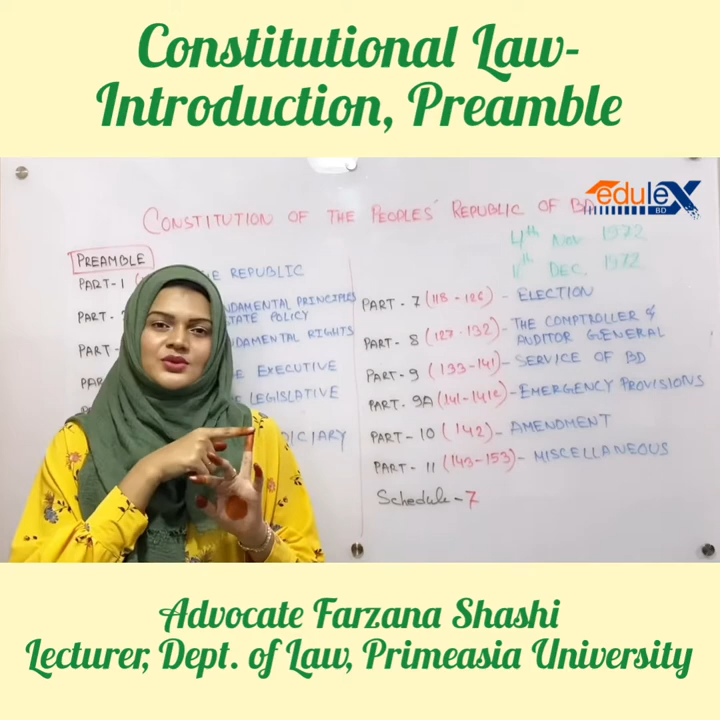 Constitutional Law-
Introduction, Preamble
edulex
BD
CONSTITUTION OF THE PEOPLES' REPUBLIC OF BD
4th Nov 1972
DEC. 1972
PREAMBLE
PART-1
REPUBLIC
PART-
FUNDAMENTAL PRINCIPLES
STATE POLICY
PART-
RIGHTS
EXECUTIVE
LEGISLATIVE
PART-7 (118-126) - ELECTION
PART-8 (127-132) - THE COMPTROLLER &
AUDITOR GENERAL
PART-9 (133-141) - SERVICE OF BD
PART-9A (141-141C) - EMERGENCY PROVISIONS
PART-10 (142) - AMENDMENT
PART-11 (143-153) - MISCELLANEOUS
Schedule-7
Advocate Farzana Shashi
Lecturer, Dept. of Law, Primeasia University